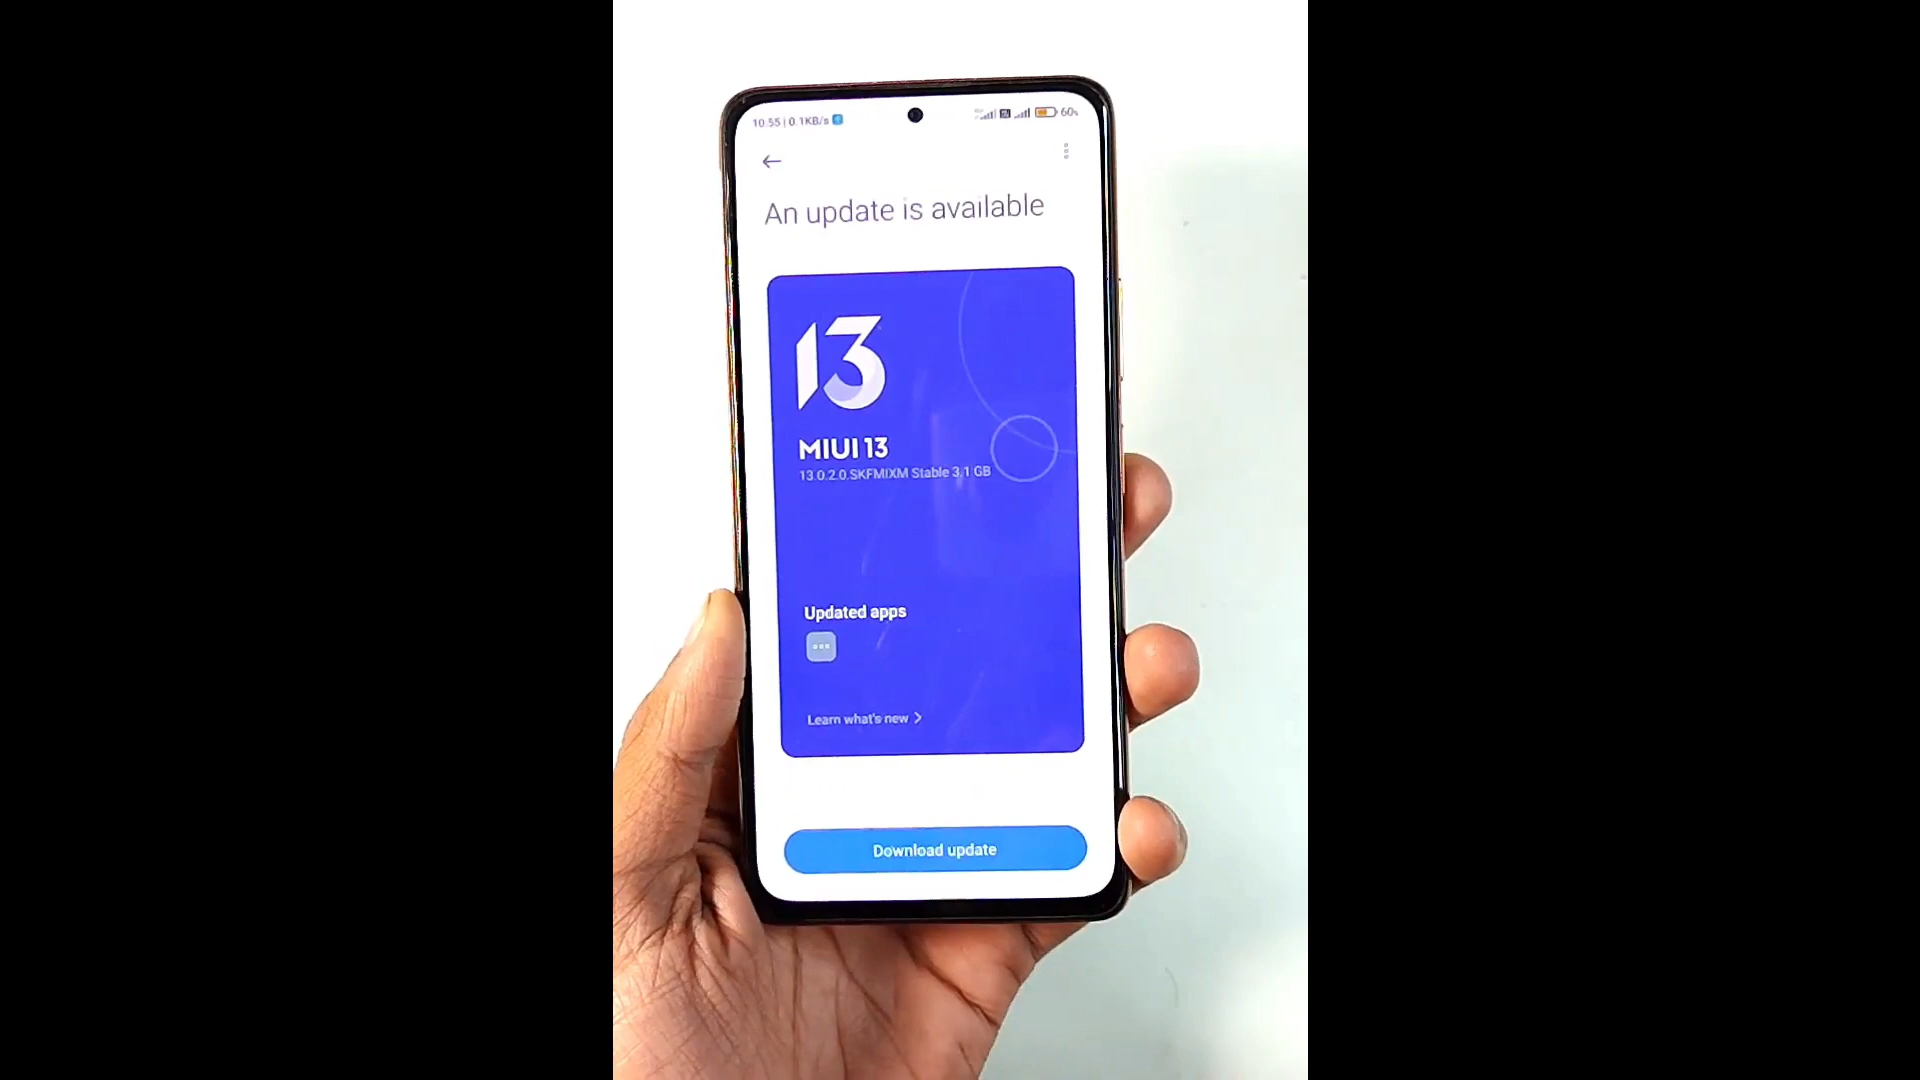 10.55 | 0.1KB/s
60%
An update is available
13
MIUI 13
13.0.2.0.SKFMIXM Stable 3.1 GB
Updated apps
Learn what's new >
Download update